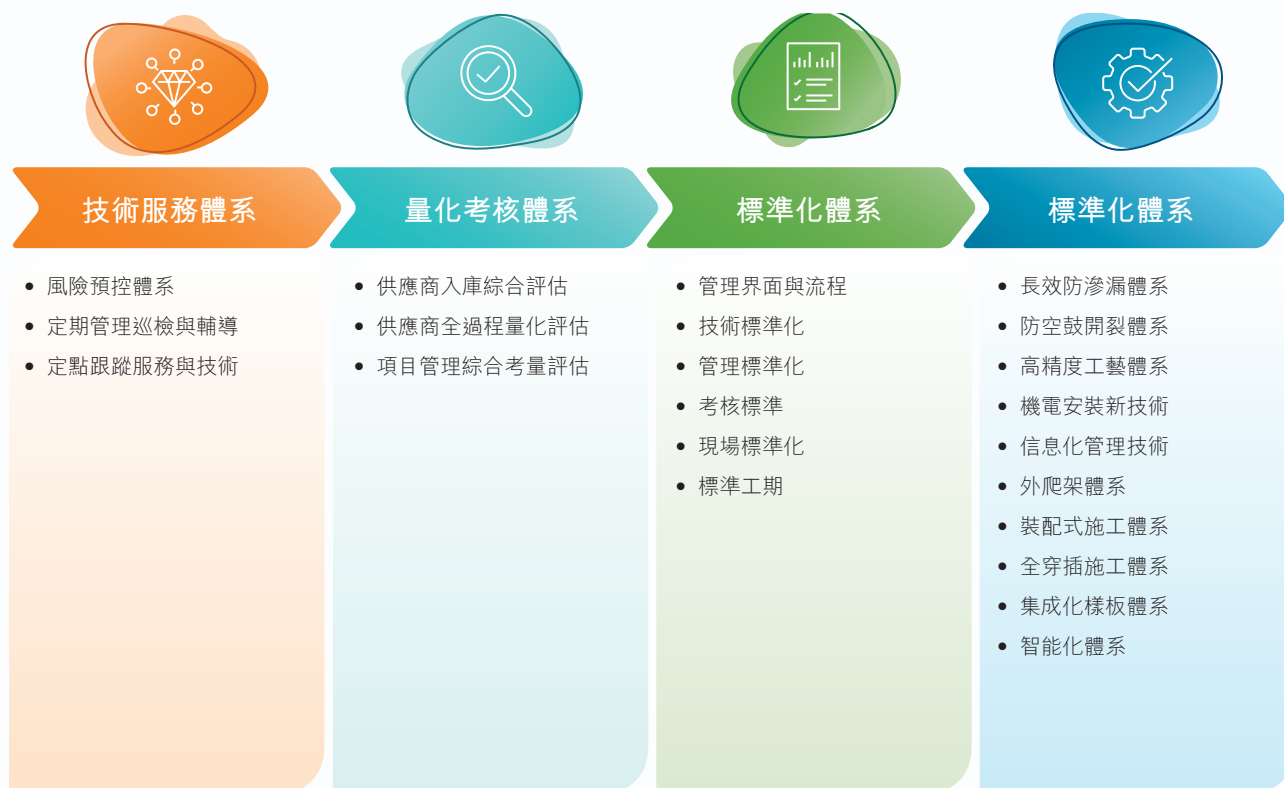 技術服務體系
• 風險預控體系
• 定期管理巡檢與輔導
• 定點跟蹤服務與技術
量化考核體系
• 供應商入庫綜合評估
• 供應商全過程量化評估
• 項目管理綜合考量評估
標準化體系
• 管理界面與流程
• 技術標準化
• 管理標準化
• 考核標準
• 現場標準化
• 標準工期
標準化體系
• 長效防滲漏體系
• 防空鼓開裂體系
• 高精度工藝體系
• 機電安裝新技術
• 信息化管理技術
• 外爬架體系
• 裝配式施工體系
• 全穿插施工體系
• 集成化樣板體系
• 智能化體系